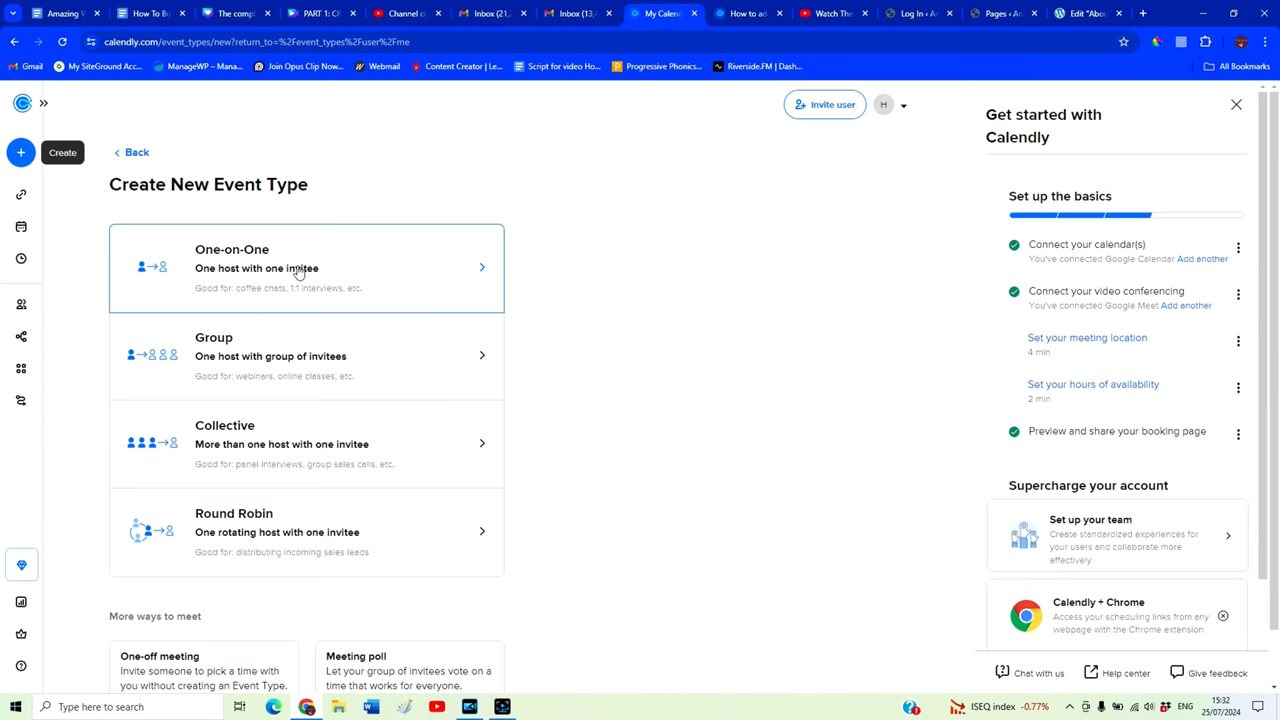 Amazing
How To Bu
The compl
PART 1: CR
Channel co
Inbox (21,
Inbox (13,
My Calend
How to ad
Watch The
Log In ‹ A
Pages ‹ An
Edit "Abou
calendly.com/event_types/new?return_to=%2Fevent_types%2Fuser%2Fme
Gmail
My SiteGround Acc...
ManageWP – Mana...
Join Opus Clip Now...
Webmail
Content Creator | Le...
Script for video Ho...
Progressive Phonics...
Riverside.FM | Dash...
All Bookmarks
Invite user
H
Get started with
Calendly
Create
Back
Create New Event Type
Set up the basics
One-on-One
One host with one invitee
Good for: coffee chats, 1:1 interviews, etc.
Connect your calendar(s)
You've connected Google Calendar Add another
Connect your video conferencing
You've connected Google Meet Add another
Group
One host with group of invitees
Good for: webinars, online classes, etc.
Set your meeting location
4 min
Set your hours of availability
2 min
Collective
More than one host with one invitee
Good for: panel interviews, group sales calls, etc.
Preview and share your booking page
Supercharge your account
Round Robin
One rotating host with one invitee
Good for: distributing incoming sales leads
Set up your team
Create standardized experiences for
your users and collaborate more
effectively
More ways to meet
Calendly + Chrome
Access your scheduling links from any
webpage with the Chrome extension
One-off meeting
Invite someone to pick a time with
you without creating an Event Type.
Meeting poll
Let your group of invitees vote on a
time that works for everyone.
Chat with us
Help center
Give feedback
Type here to search
ISEQ index -0.77%
ENG
15:32
25/07/2024